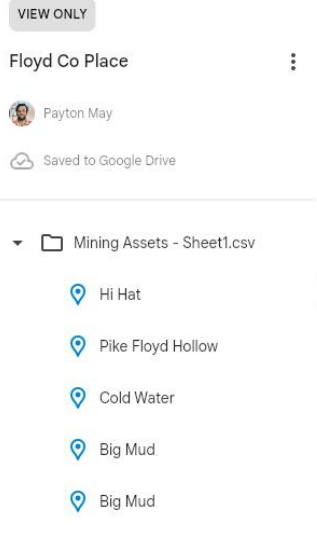 VIEW ONLY
Floyd Co Place
Payton May
Saved to Google Drive
Mining Assets - Sheet1.csv
Hi Hat
Pike Floyd Hollow
Cold Water
Big Mud
Big Mud